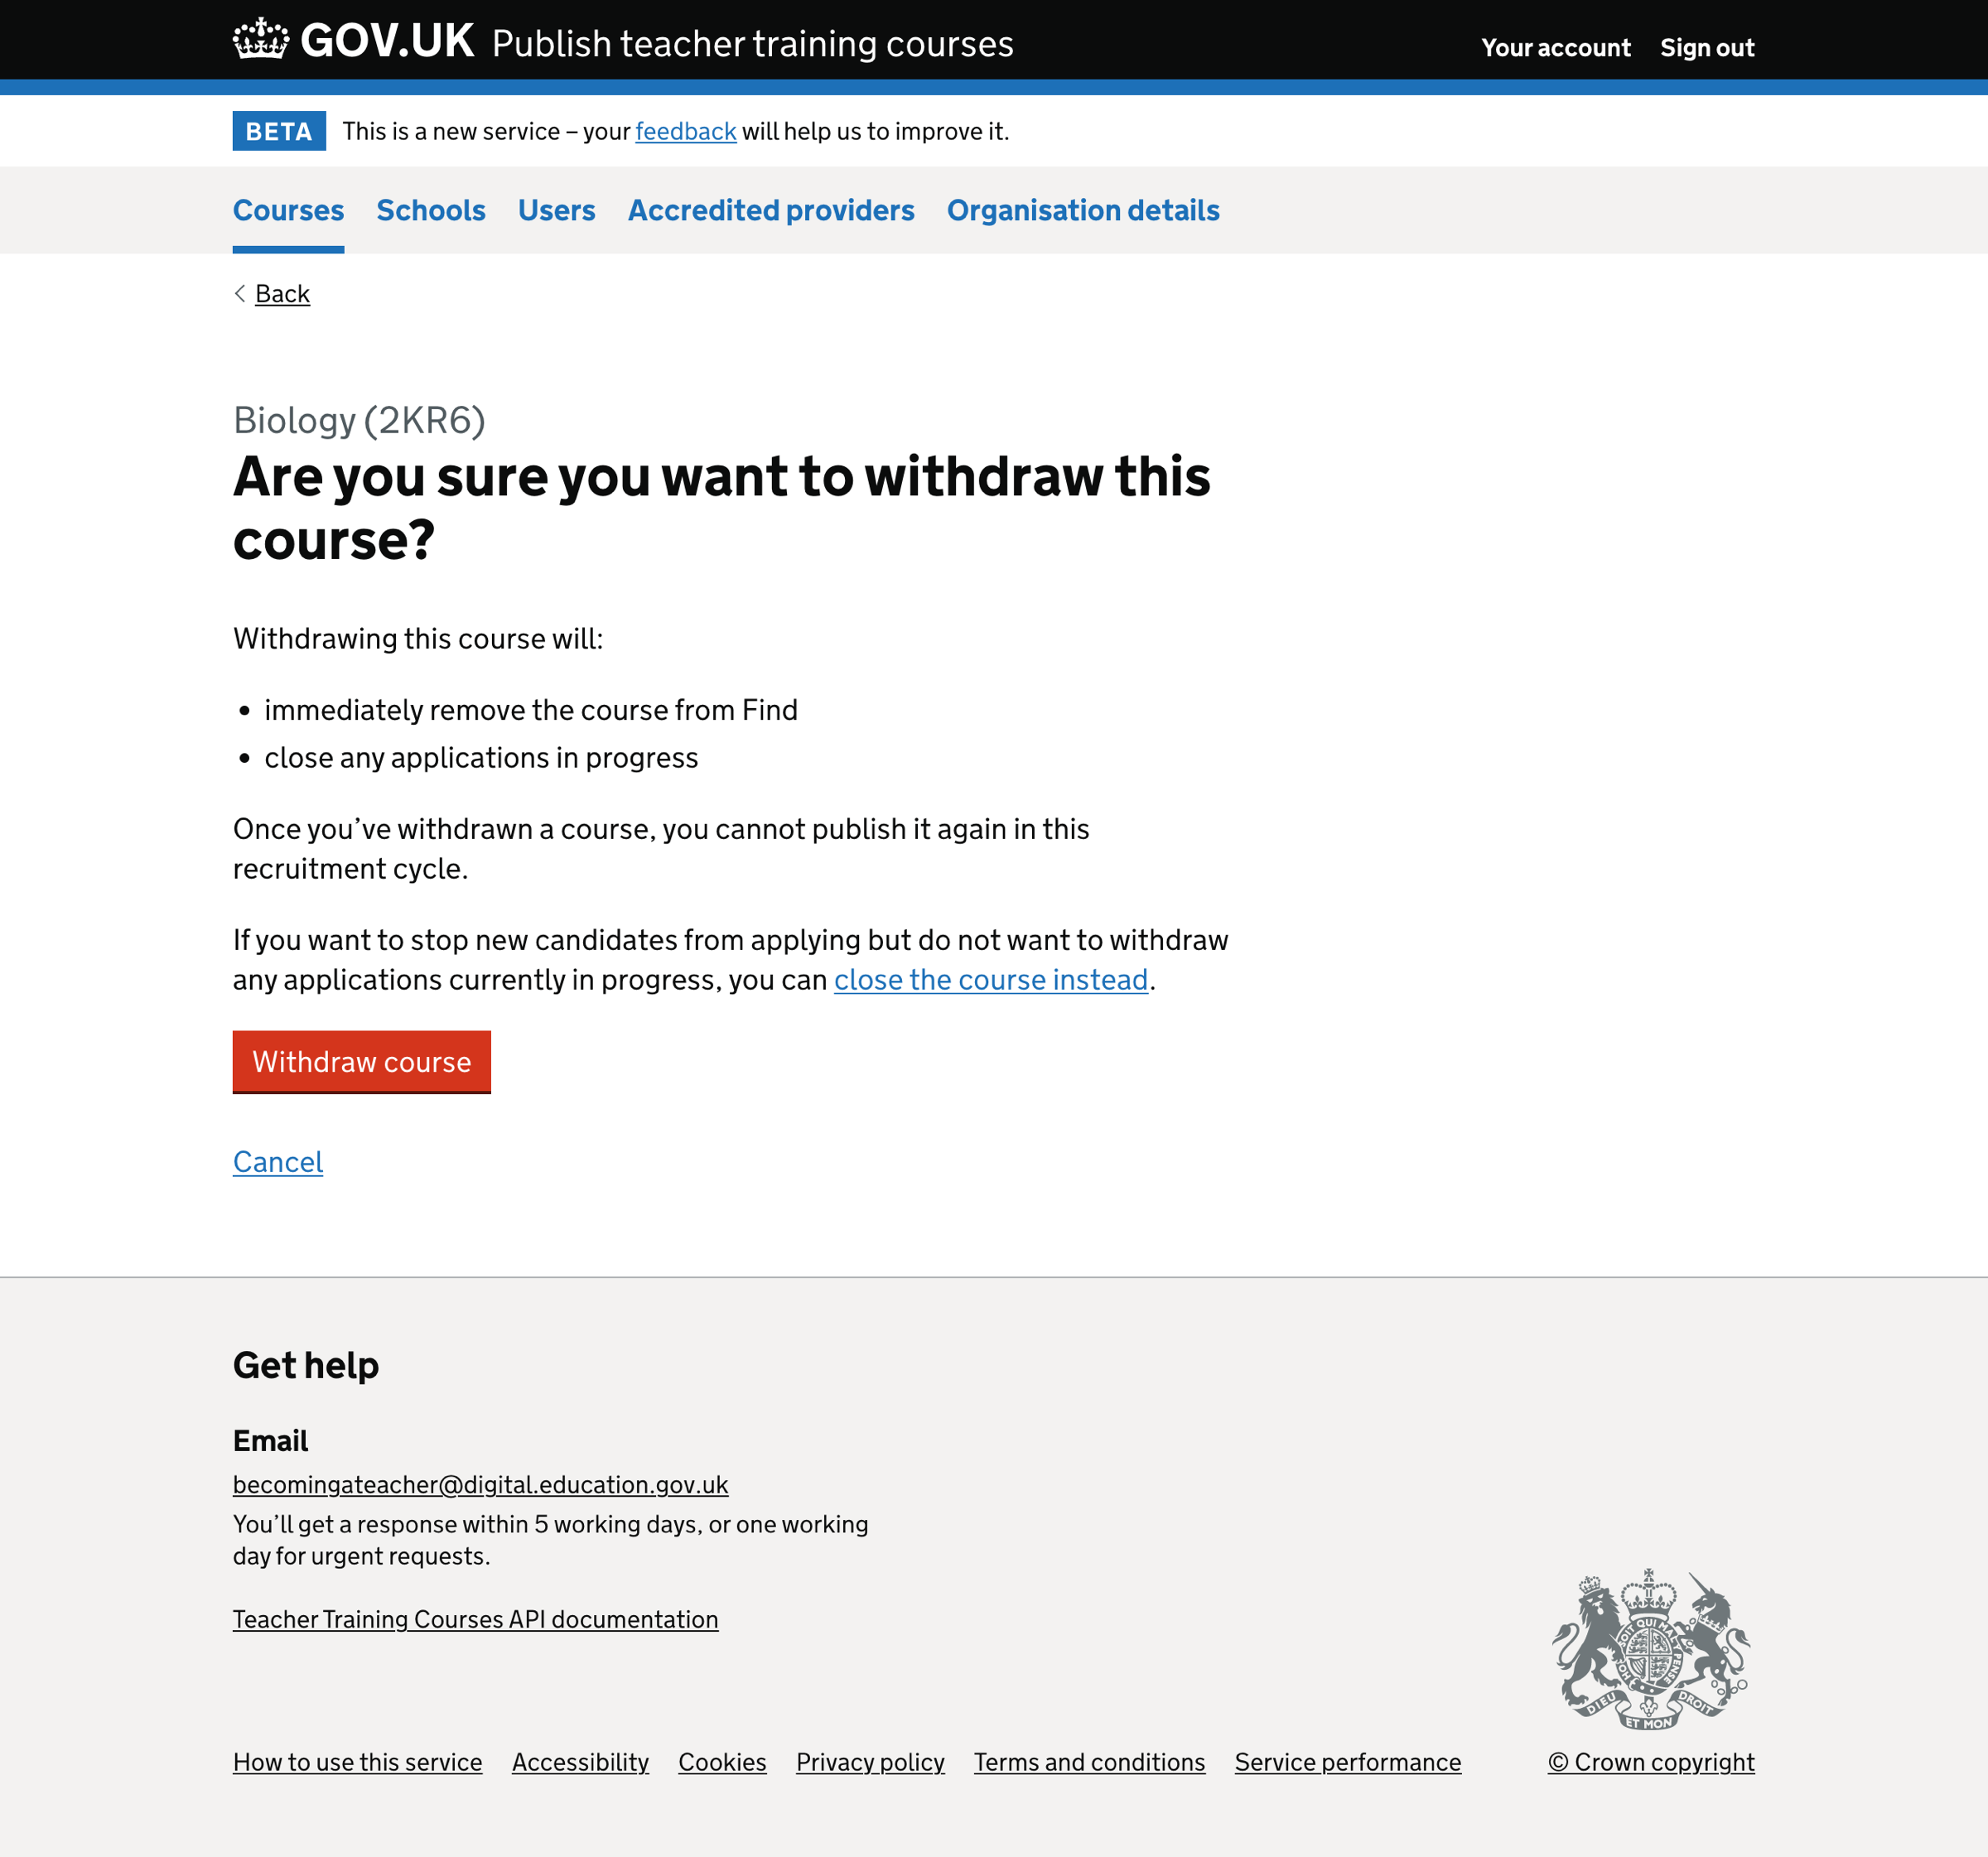 GOV.UK Publish teacher training courses
Your account Sign out
BETA This is a new service – your feedback will help us to improve it.
Courses Schools Users Accredited providers Organisation details
Back
Biology (2KR6)
Are you sure you want to withdraw this
course?
Withdrawing this course will:
• immediately remove the course from Find
• close any applications in progress
Once you’ve withdrawn a course, you cannot publish it again in this
recruitment cycle.
If you want to stop new candidates from applying but do not want to withdraw
any applications currently in progress, you can close the course instead.
Withdraw course
Cancel
Get help
Email
becomingateacher@digital.education.gov.uk
You’ll get a response within 5 working days, or one working
day for urgent requests.
Teacher Training Courses API documentation
SOIT QUI MAL
PENSE
HO
DIEU
ET MON
DROIT
How to use this service Accessibility Cookies Privacy policy Terms and conditions Service performance © Crown copyright